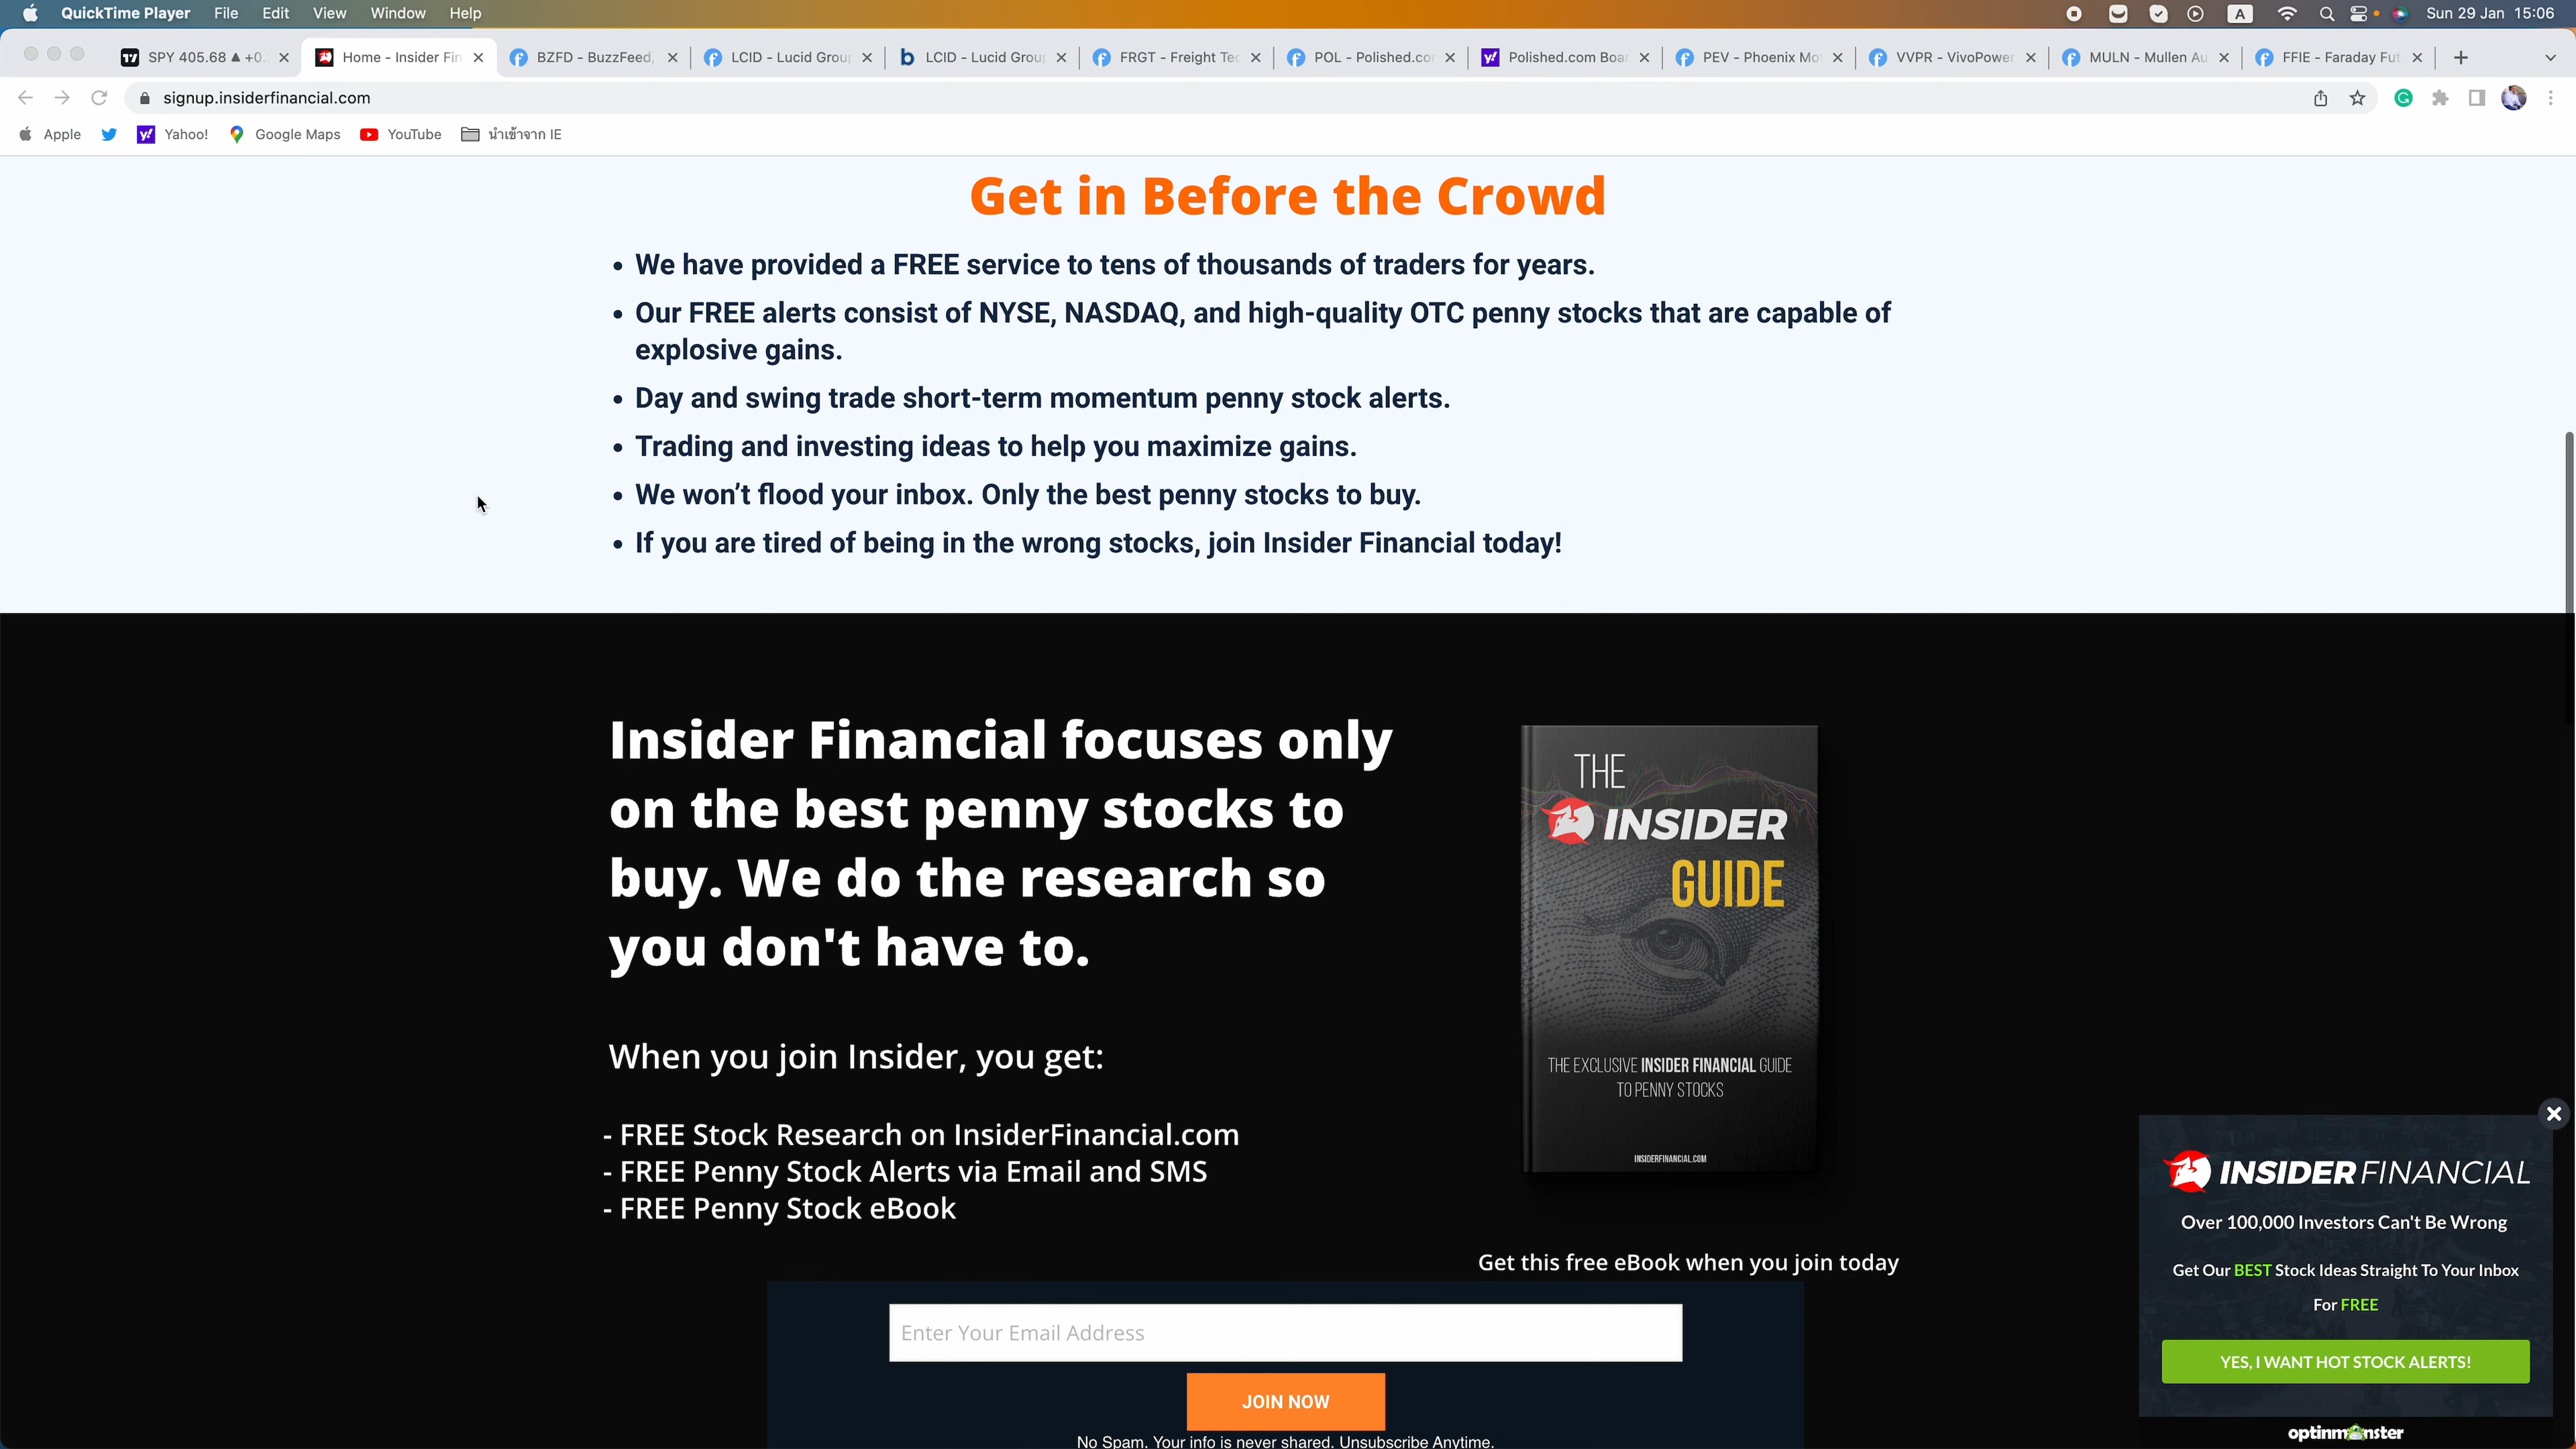 QuickTime Player File Edit View Window Help
A Sun 29 Jan 15:06
SPY 405.68 ▲ +0. Home - Insider Fin BZFD - BuzzFeed, LCID - Lucid Group LCID - Lucid Group FRGT - Freight Tec POL - Polished.co Polished.com Boar PEV - Phoenix Mo VVPR - VivoPower MULN - Mullen Au FFIE - Faraday Fut
signup.insiderfinancial.com
Apple Yahoo! Google Maps YouTube นำเข้าจาก IE
Get in Before the Crowd
• We have provided a FREE service to tens of thousands of traders for years.
• Our FREE alerts consist of NYSE, NASDAQ, and high-quality OTC penny stocks that are capable of
explosive gains.
• Day and swing trade short-term momentum penny stock alerts.
• Trading and investing ideas to help you maximize gains.
• We won’t flood your inbox. Only the best penny stocks to buy.
• If you are tired of being in the wrong stocks, join Insider Financial today!
Insider Financial focuses only
on the best penny stocks to
buy. We do the research so
you don't have to.
When you join Insider, you get:
- FREE Stock Research on InsiderFinancial.com
- FREE Penny Stock Alerts via Email and SMS
- FREE Penny Stock eBook
THE
INSIDER
GUIDE
THE EXCLUSIVE INSIDER FINANCIAL GUIDE
TO PENNY STOCKS
INSIDERFINANCIAL.COM
Get this free eBook when you join today
Enter Your Email Address
JOIN NOW
No Spam. Your info is never shared. Unsubscribe Anytime.
INSIDER FINANCIAL
Over 100,000 Investors Can't Be Wrong
Get Our BEST Stock Ideas Straight To Your Inbox
For FREE
YES, I WANT HOT STOCK ALERTS!
optinmonster